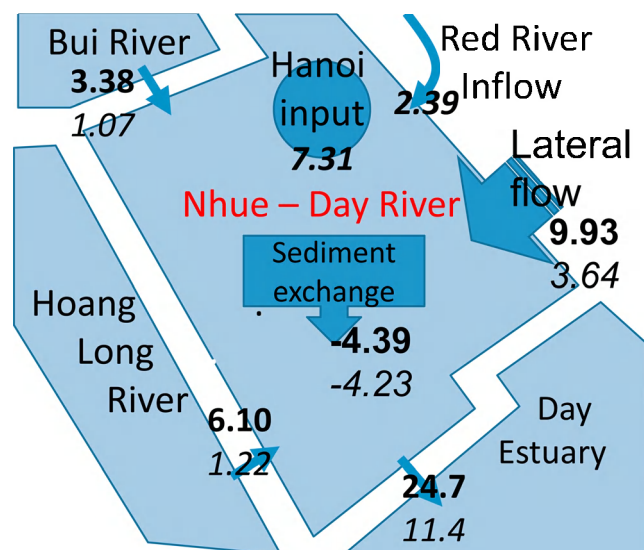 Bui River
3.38
1.07
Hanoi
input
7.31
Red River
Inflow
2.39
Lateral
flow
9.93
3.64
Nhue – Day River
Sediment
exchange
-4.39
-4.23
Hoang
Long
River
6.10
1.22
Day
Estuary
24.7
11.4